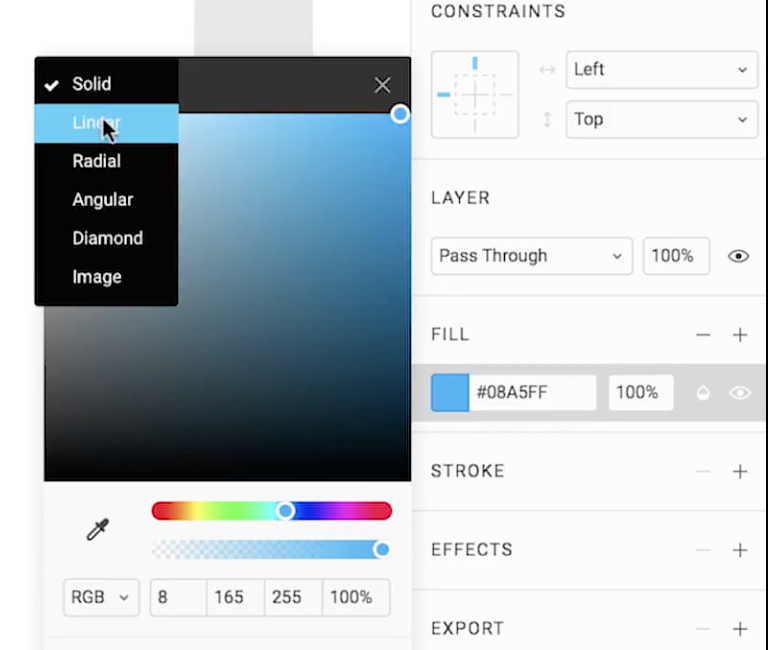 Solid
Linear
Radial
Angular
Diamond
Image
RGB
8
165
255
100%
CONSTRAINTS
Left
Top
LAYER
Pass Through
100%
FILL
#08A5FF
100%
STROKE
EFFECTS
EXPORT